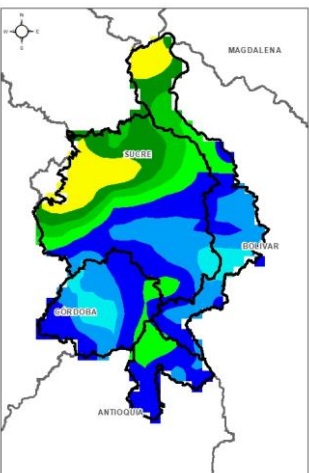 N
W E
S
MAGDALENA
SUCRE
BOLIVAR
CORDOBA
ANTIOQUIA